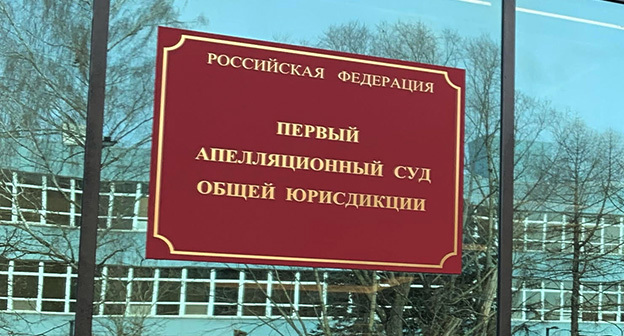 РОССИЙСКАЯ ФЕДЕРАЦИЯ
ПЕРВЫЙ
АПЕЛЛЯЦИОННЫЙ СУД
ОБЩЕЙ ЮРИСДИКЦИИ